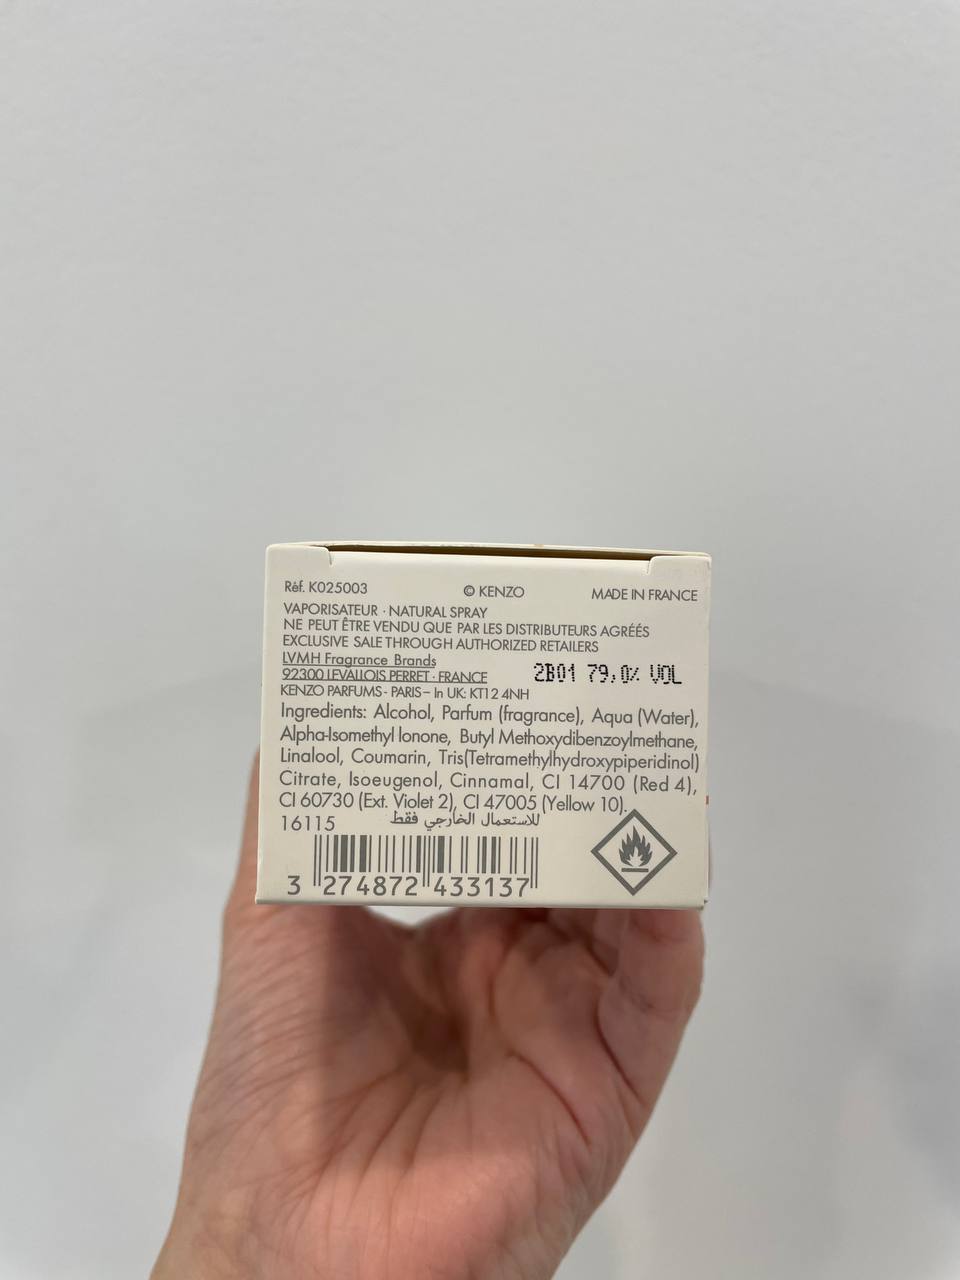 Réf. K025003 © KENZO MADE IN FRANCE
VAPORISATEUR · NATURAL SPRAY
NE PEUT ÊTRE VENDU QUE PAR LES DISTRIBUTEURS AGRÉÉS
EXCLUSIVE SALE THROUGH AUTHORIZED RETAILERS
LVMH Fragrance Brands
92300 LEVALLOIS PERRET · FRANCE
2B01 79,0% VOL
KENZO PARFUMS - PARIS – In UK: KT12 4NH
Ingredients: Alcohol, Parfum (fragrance), Aqua (Water),
Alpha-Isomethyl Ionone, Butyl Methoxydibenzoylmethane,
Linalool, Coumarin, Tris(Tetramethylhydroxypiperidinol)
Citrate, Isoeugenol, Cinnamal, CI 14700 (Red 4),
CI 60730 (Ext. Violet 2), CI 47005 (Yellow 10).
16115 للاستعمال الخارجي فقط
3 274872 433137